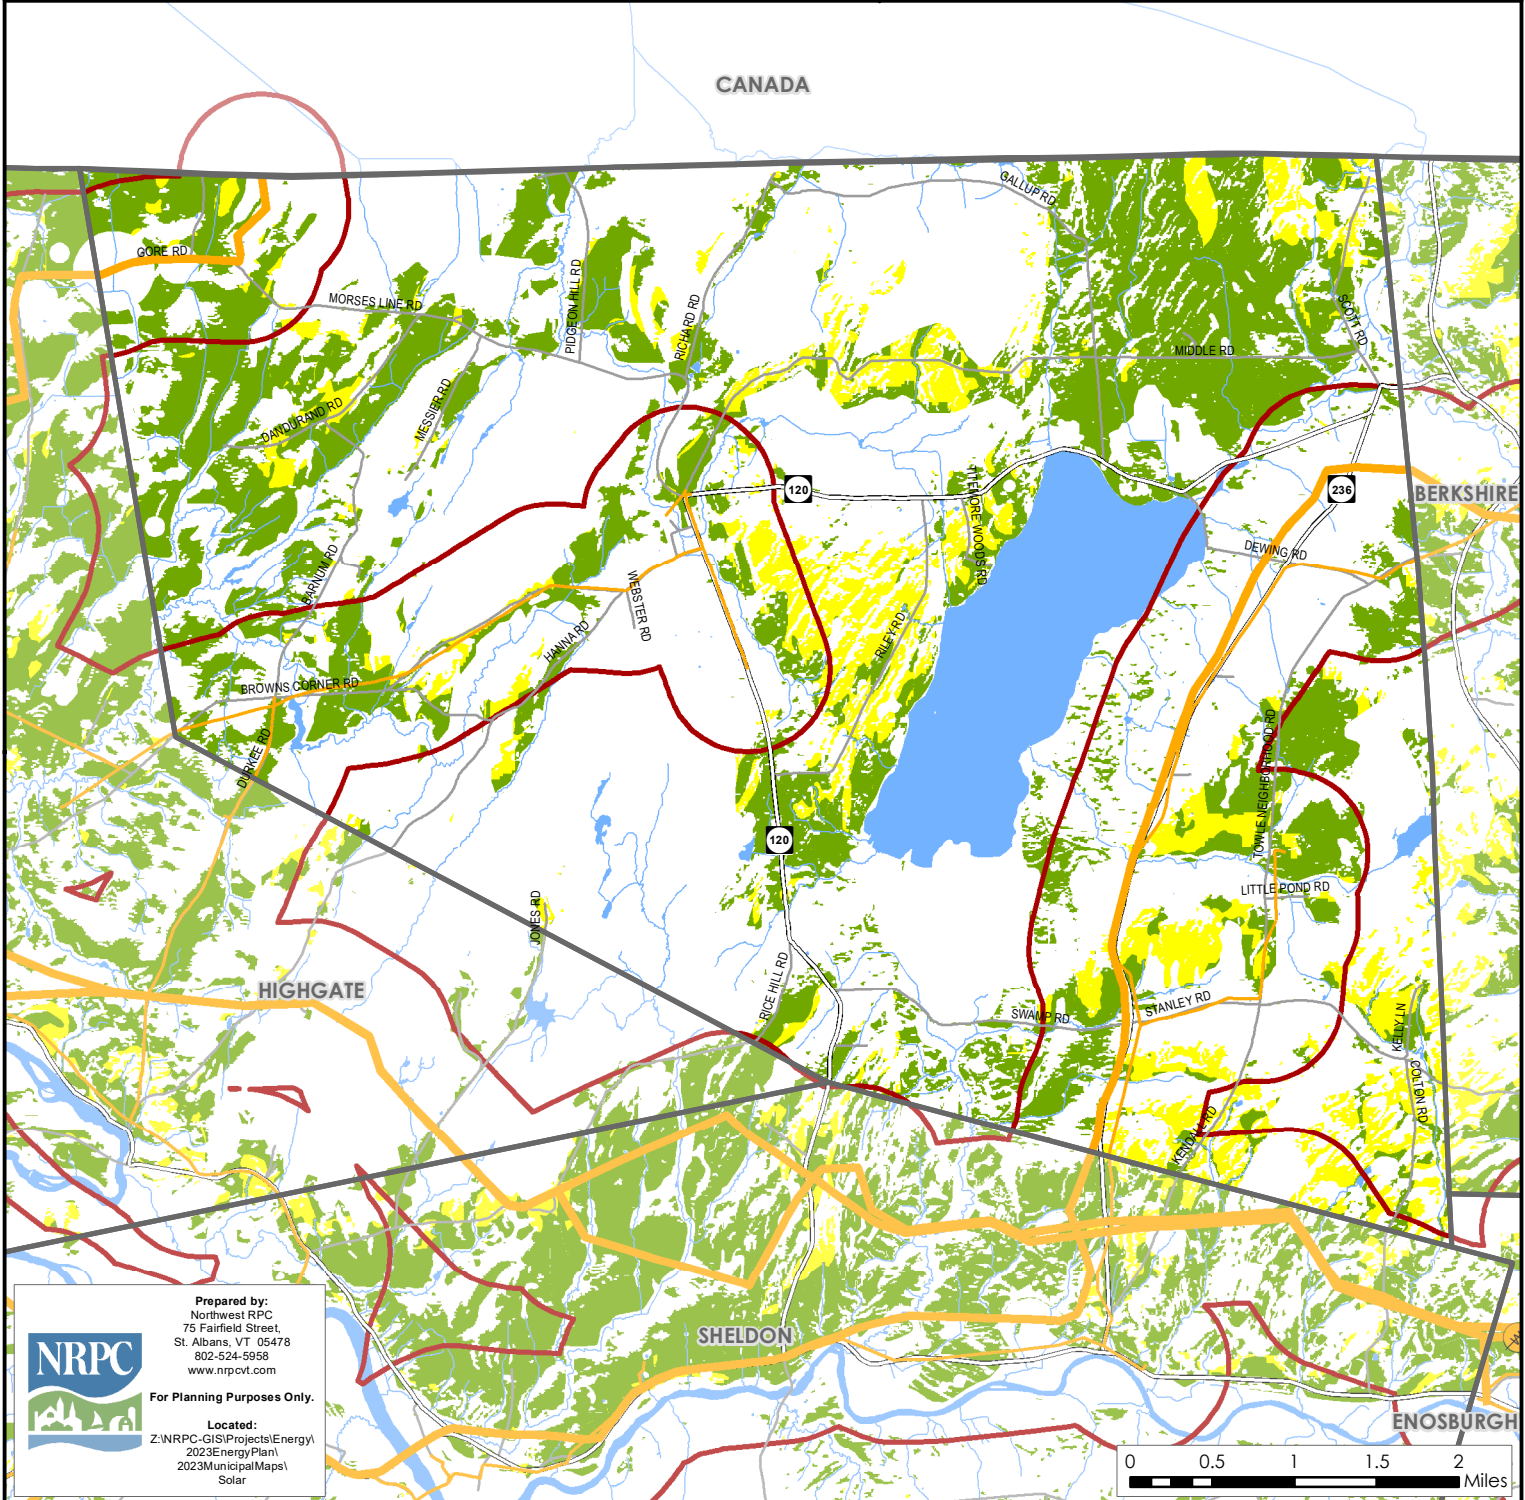 CANADA
GALLUP RD
GORE RD
MORSES LINE RD
PIDGEON HILL RD
RICHARD RD
SCOTT RD
MIDDLE RD
DANDURAND RD
MESSIER RD
120
236
BERKSHIRE
TTEMORE WOODS RD
DEWING RD
BARNUM RD
WEBSTER RD
HANNA RD
RILEY RD
BROWNS CORNER RD
DURKEE RD
TOWLE NEIGHBORHOOD RD
120
LITTLE POND RD
JONES RD
HIGHGATE
RICE HILL RD
SWAMP RD
STANLEY RD
KELLY LN
COLTON RD
KENDALL RD
SHELDON
ENOSBURGH
Prepared by:
Northwest RPC
75 Fairfield Street,
St. Albans, VT 05478
802-524-5958
www.nrpcvt.com
NRPC
For Planning Purposes Only.
Located:
Z:\NRPC-GIS\Projects\Energy\
2023EnergyPlan\
2023MunicipalMaps\
Solar
0 0.5 1 1.5 2
Miles